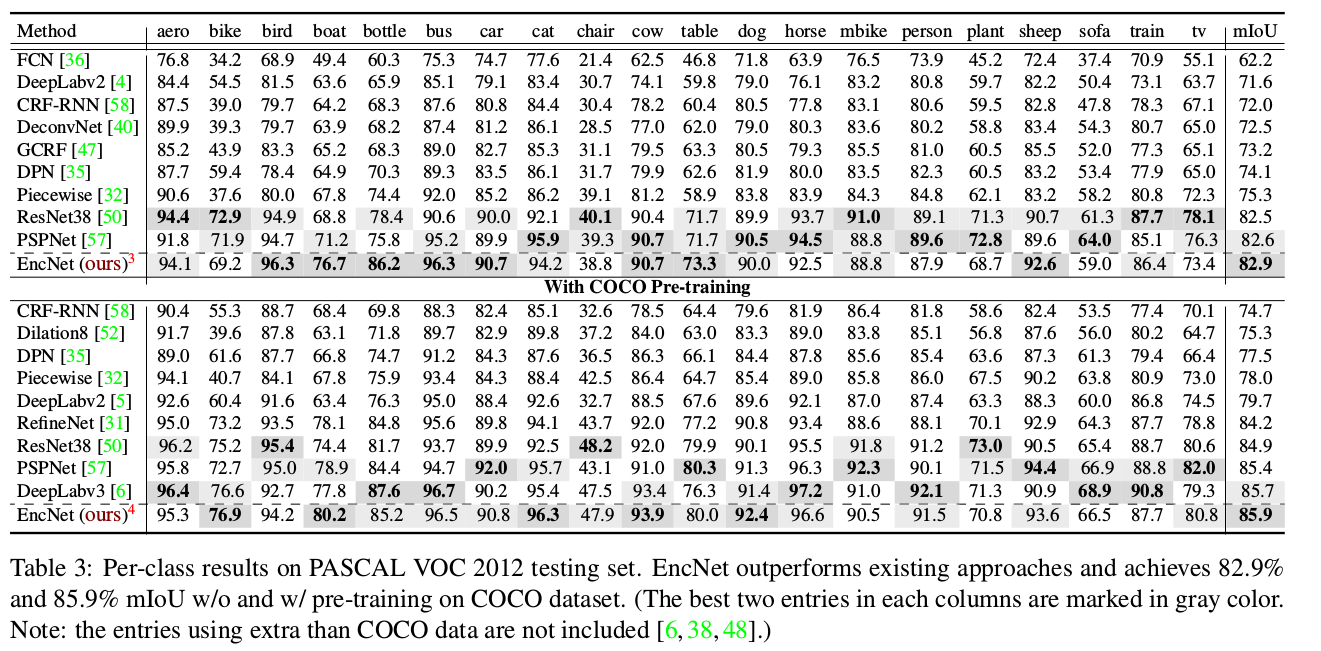 Method aero bike bird boat bottle bus car cat chair cow table dog horse mbike person plant sheep sofa train tv mIoU
FCN [36] 76.8 34.2 68.9 49.4 60.3 75.3 74.7 77.6 21.4 62.5 46.8 71.8 63.9 76.5 73.9 45.2 72.4 37.4 70.9 55.1 62.2
DeepLabv2 [4] 84.4 54.5 81.5 63.6 65.9 85.1 79.1 83.4 30.7 74.1 59.8 79.0 76.1 83.2 80.8 59.7 82.2 50.4 73.1 63.7 71.6
CRF-RNN [58] 87.5 39.0 79.7 64.2 68.3 87.6 80.8 84.4 30.4 78.2 60.4 80.5 77.8 83.1 80.6 59.5 82.8 47.8 78.3 67.1 72.0
DeconvNet [40] 89.9 39.3 79.7 63.9 68.2 87.4 81.2 86.1 28.5 77.0 62.0 79.0 80.3 83.6 80.2 58.8 83.4 54.3 80.7 65.0 72.5
GCRF [47] 85.2 43.9 83.3 65.2 68.3 89.0 82.7 85.3 31.1 79.5 63.3 80.5 79.3 85.5 81.0 60.5 85.5 52.0 77.3 65.1 73.2
DPN [35] 87.7 59.4 78.4 64.9 70.3 89.3 83.5 86.1 31.7 79.9 62.6 81.9 80.0 83.5 82.3 60.5 83.2 53.4 77.9 65.0 74.1
Piecewise [32] 90.6 37.6 80.0 67.8 74.4 92.0 85.2 86.2 39.1 81.2 58.9 83.8 83.9 84.3 84.8 62.1 83.2 58.2 80.8 72.3 75.3
ResNet38 [50] 94.4 72.9 94.9 68.8 78.4 90.6 90.0 92.1 40.1 90.4 71.7 89.9 93.7 91.0 89.1 71.3 90.7 61.3 87.7 78.1 82.5
PSPNet [57] 91.8 71.9 94.7 71.2 75.8 95.2 89.9 95.9 39.3 90.7 71.7 90.5 94.5 88.8 89.6 72.8 89.6 64.0 85.1 76.3 82.6
EncNet (ours)3 94.1 69.2 96.3 76.7 86.2 96.3 90.7 94.2 38.8 90.7 73.3 90.0 92.5 88.8 87.9 68.7 92.6 59.0 86.4 73.4 82.9
With COCO Pre-training
CRF-RNN [58] 90.4 55.3 88.7 68.4 69.8 88.3 82.4 85.1 32.6 78.5 64.4 79.6 81.9 86.4 81.8 58.6 82.4 53.5 77.4 70.1 74.7
Dilation8 [52] 91.7 39.6 87.8 63.1 71.8 89.7 82.9 89.8 37.2 84.0 63.0 83.3 89.0 83.8 85.1 56.8 87.6 56.0 80.2 64.7 75.3
DPN [35] 89.0 61.6 87.7 66.8 74.7 91.2 84.3 87.6 36.5 86.3 66.1 84.4 87.8 85.6 85.4 63.6 87.3 61.3 79.4 66.4 77.5
Piecewise [32] 94.1 40.7 84.1 67.8 75.9 93.4 84.3 88.4 42.5 86.4 64.7 85.4 89.0 85.8 86.0 67.5 90.2 63.8 80.9 73.0 78.0
DeepLabv2 [5] 92.6 60.4 91.6 63.4 76.3 95.0 88.4 92.6 32.7 88.5 67.6 89.6 92.1 87.0 87.4 63.3 88.3 60.0 86.8 74.5 79.7
RefineNet [31] 95.0 73.2 93.5 78.1 84.8 95.6 89.8 94.1 43.7 92.0 77.2 90.8 93.4 88.6 88.1 70.1 92.9 64.3 87.7 78.8 84.2
ResNet38 [50] 96.2 75.2 95.4 74.4 81.7 93.7 89.9 92.5 48.2 92.0 79.9 90.1 95.5 91.8 91.2 73.0 90.5 65.4 88.7 80.6 84.9
PSPNet [57] 95.8 72.7 95.0 78.9 84.4 94.7 92.0 95.7 43.1 91.0 80.3 91.3 96.3 92.3 90.1 71.5 94.4 66.9 88.8 82.0 85.4
DeepLabv3 [6] 96.4 76.6 92.7 77.8 87.6 96.7 90.2 95.4 47.5 93.4 76.3 91.4 97.2 91.0 92.1 71.3 90.9 68.9 90.8 79.3 85.7
EncNet (ours)4 95.3 76.9 94.2 80.2 85.2 96.5 90.8 96.3 47.9 93.9 80.0 92.4 96.6 90.5 91.5 70.8 93.6 66.5 87.7 80.8 85.9
Table 3: Per-class results on PASCAL VOC 2012 testing set. EncNet outperforms existing approaches and achieves 82.9%
and 85.9% mIoU w/o and w/ pre-training on COCO dataset. (The best two entries in each columns are marked in gray color.
Note: the entries using extra than COCO data are not included [6, 38, 48].)